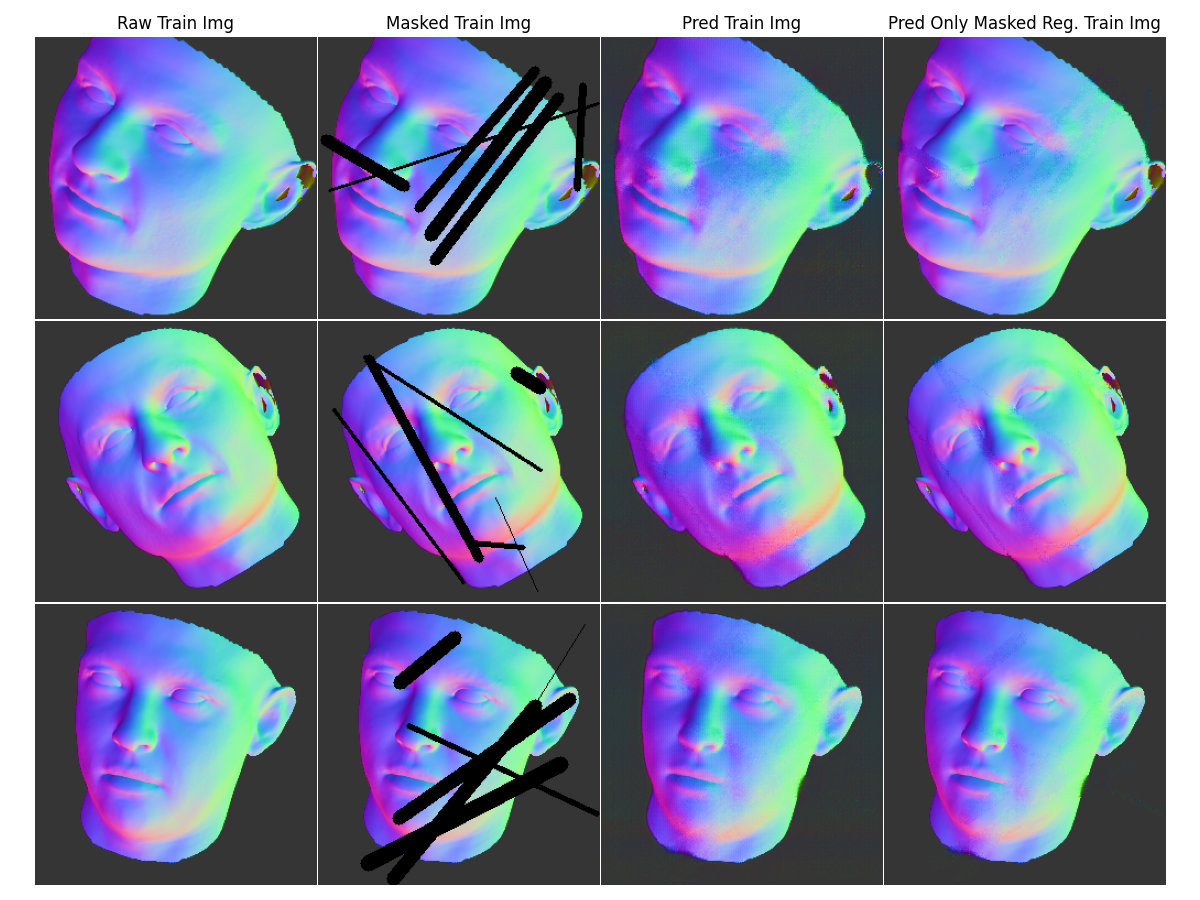 Raw Train Img
Masked Train Img
Pred Train Img
Pred Only Masked Reg. Train Img